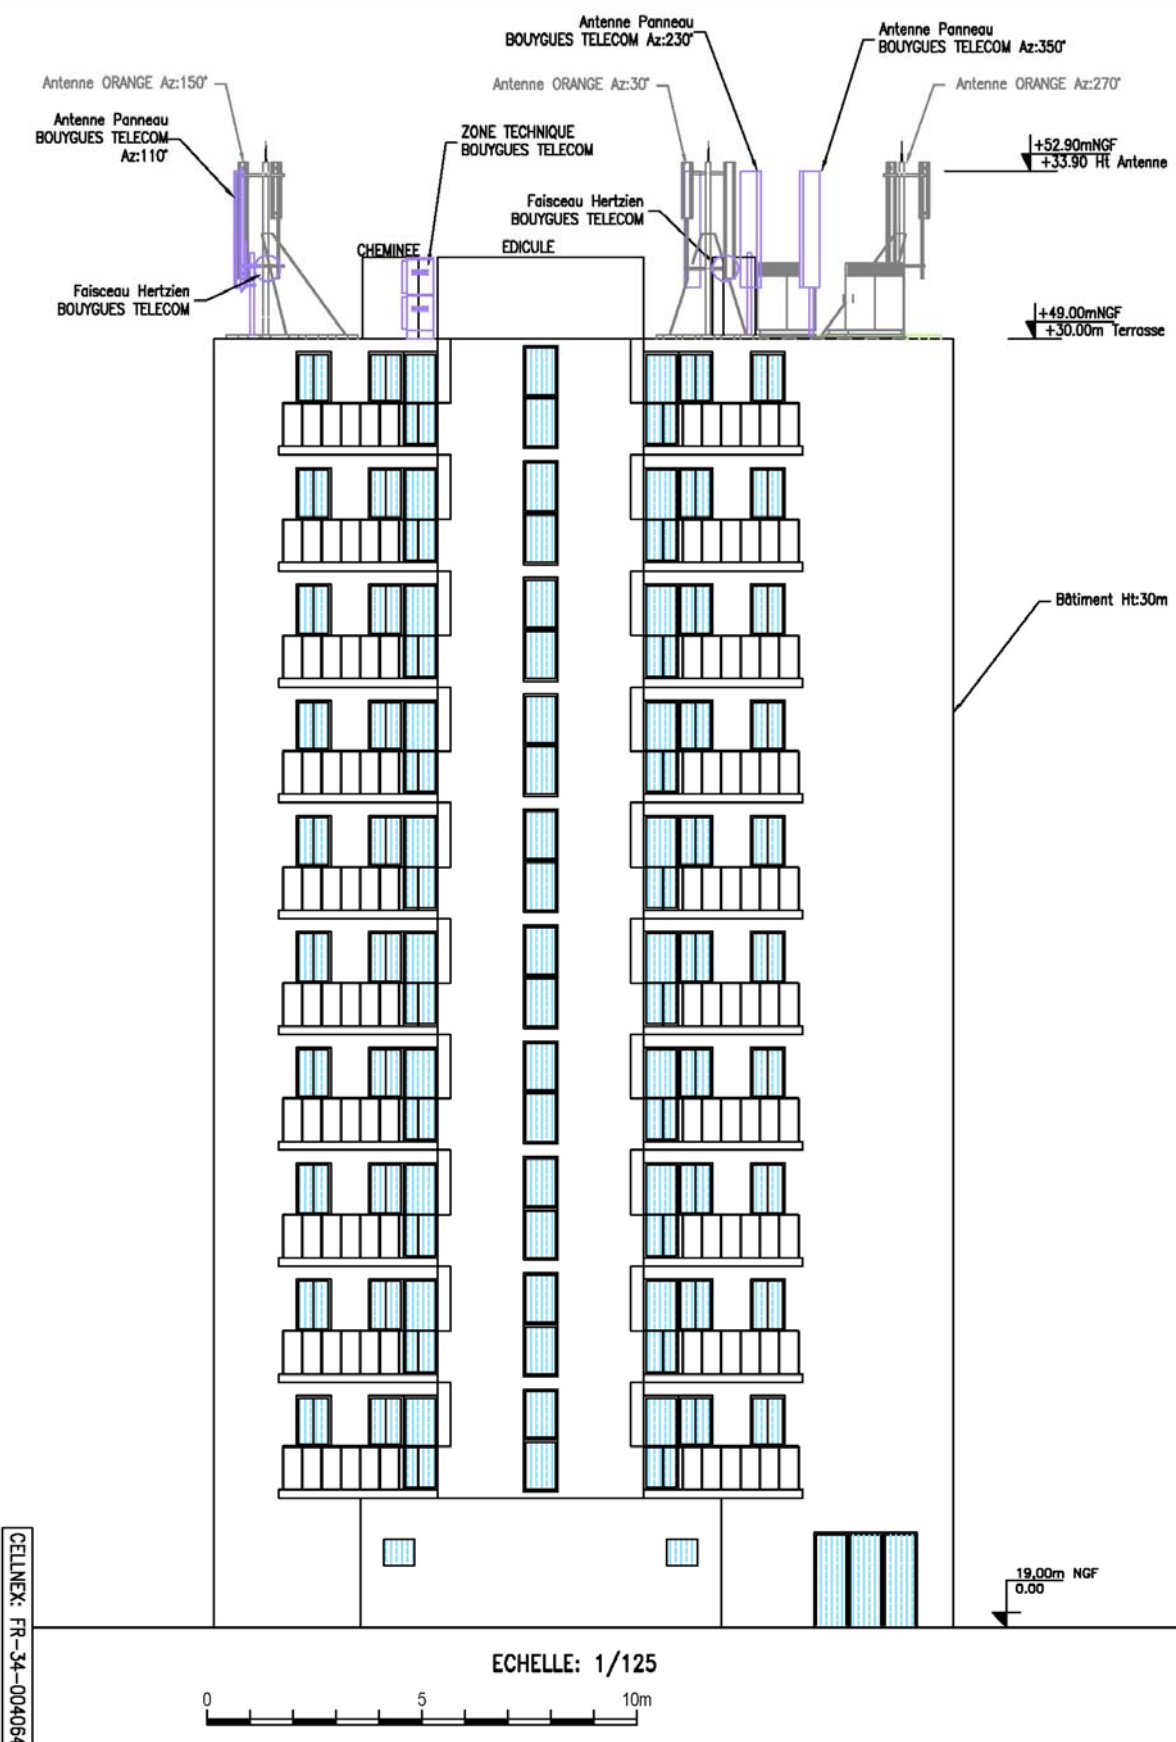 Antenne Panneau
BOUYGUES TELECOM Az:230°
Antenne Panneau
BOUYGUES TELECOM Az:350°
Antenne ORANGE Az:150°
Antenne ORANGE Az:30°
Antenne ORANGE Az:270°
Antenne Panneau
BOUYGUES TELECOM
Az:110°
ZONE TECHNIQUE
BOUYGUES TELECOM
+52.90mNGF
+33.90 Ht Antenne
Faisceau Hertzien
BOUYGUES TELECOM
CHEMINEE
EDICULE
Faisceau Hertzien
BOUYGUES TELECOM
+49.00mNGF
+30.00m Terrasse
Bâtiment Ht:30m
19,00m NGF
0.00
CELLNEX: FR-34-004064
ECHELLE: 1/125
0 5 10m